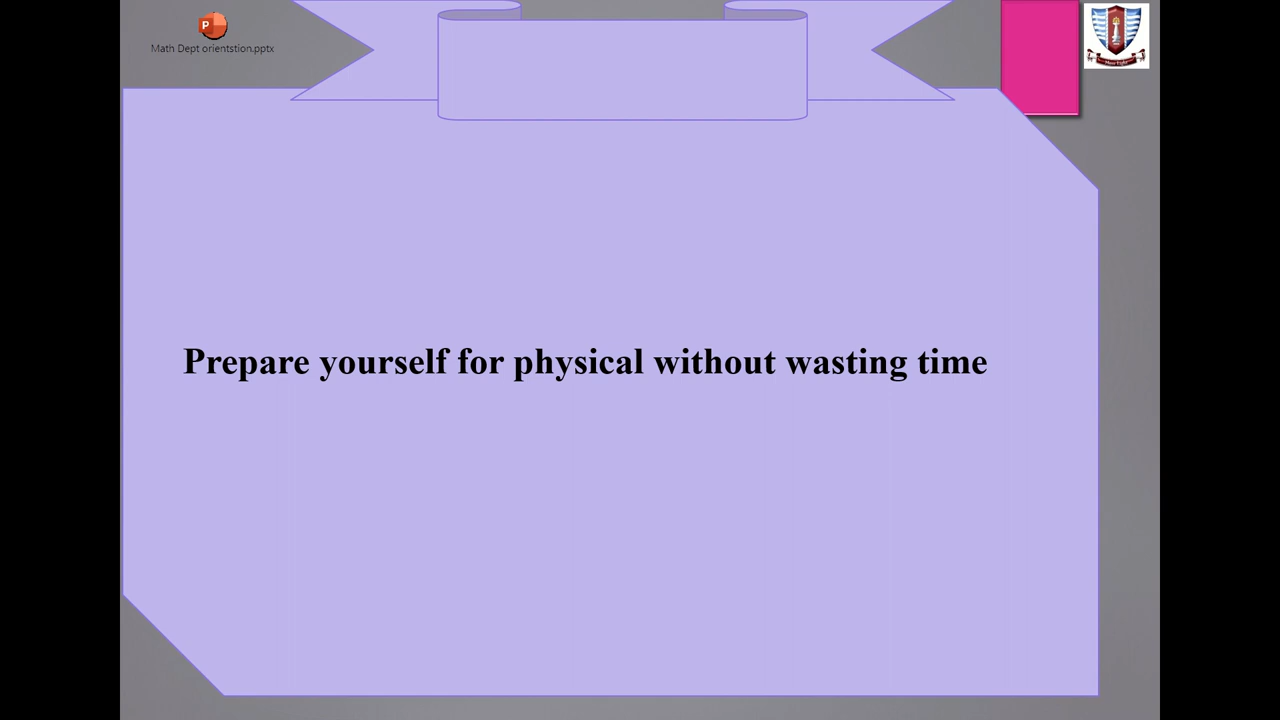 Math Dept orientstion.pptx
Prepare yourself for physical without wasting time